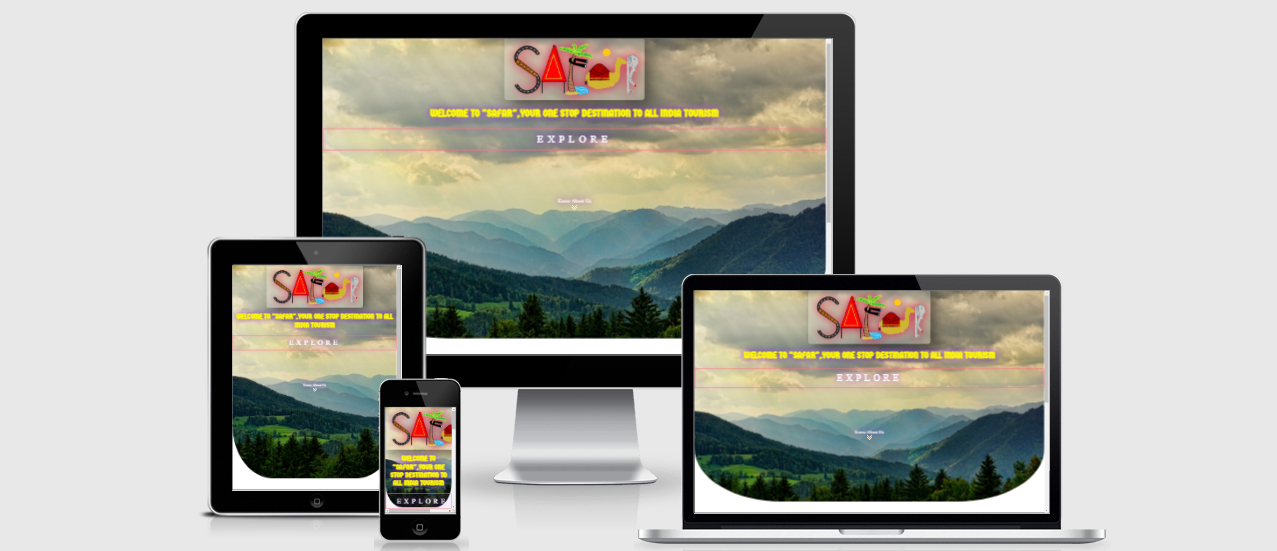 SAFAR
WELCOME TO "SAFAR",YOUR ONE STOP DESTINATION TO ALL INDIA TOURISM
EXPLORE
Know About Us
SAFAR
WELCOME TO "SAFAR",YOUR ONE STOP DESTINATION TO ALL
INDIA TOURISM
EXPLORE
Know About Us
SAFAR
WELCOME TO "SAFAR",YOUR ONE STOP DESTINATION TO ALL INDIA TOURISM
EXPLORE
Know About Us
SAF
WELCOME TO
"SAFAR",YOUR ONE
STOP DESTINATION TO
ALL INDIA TOURISM
EXPLORE